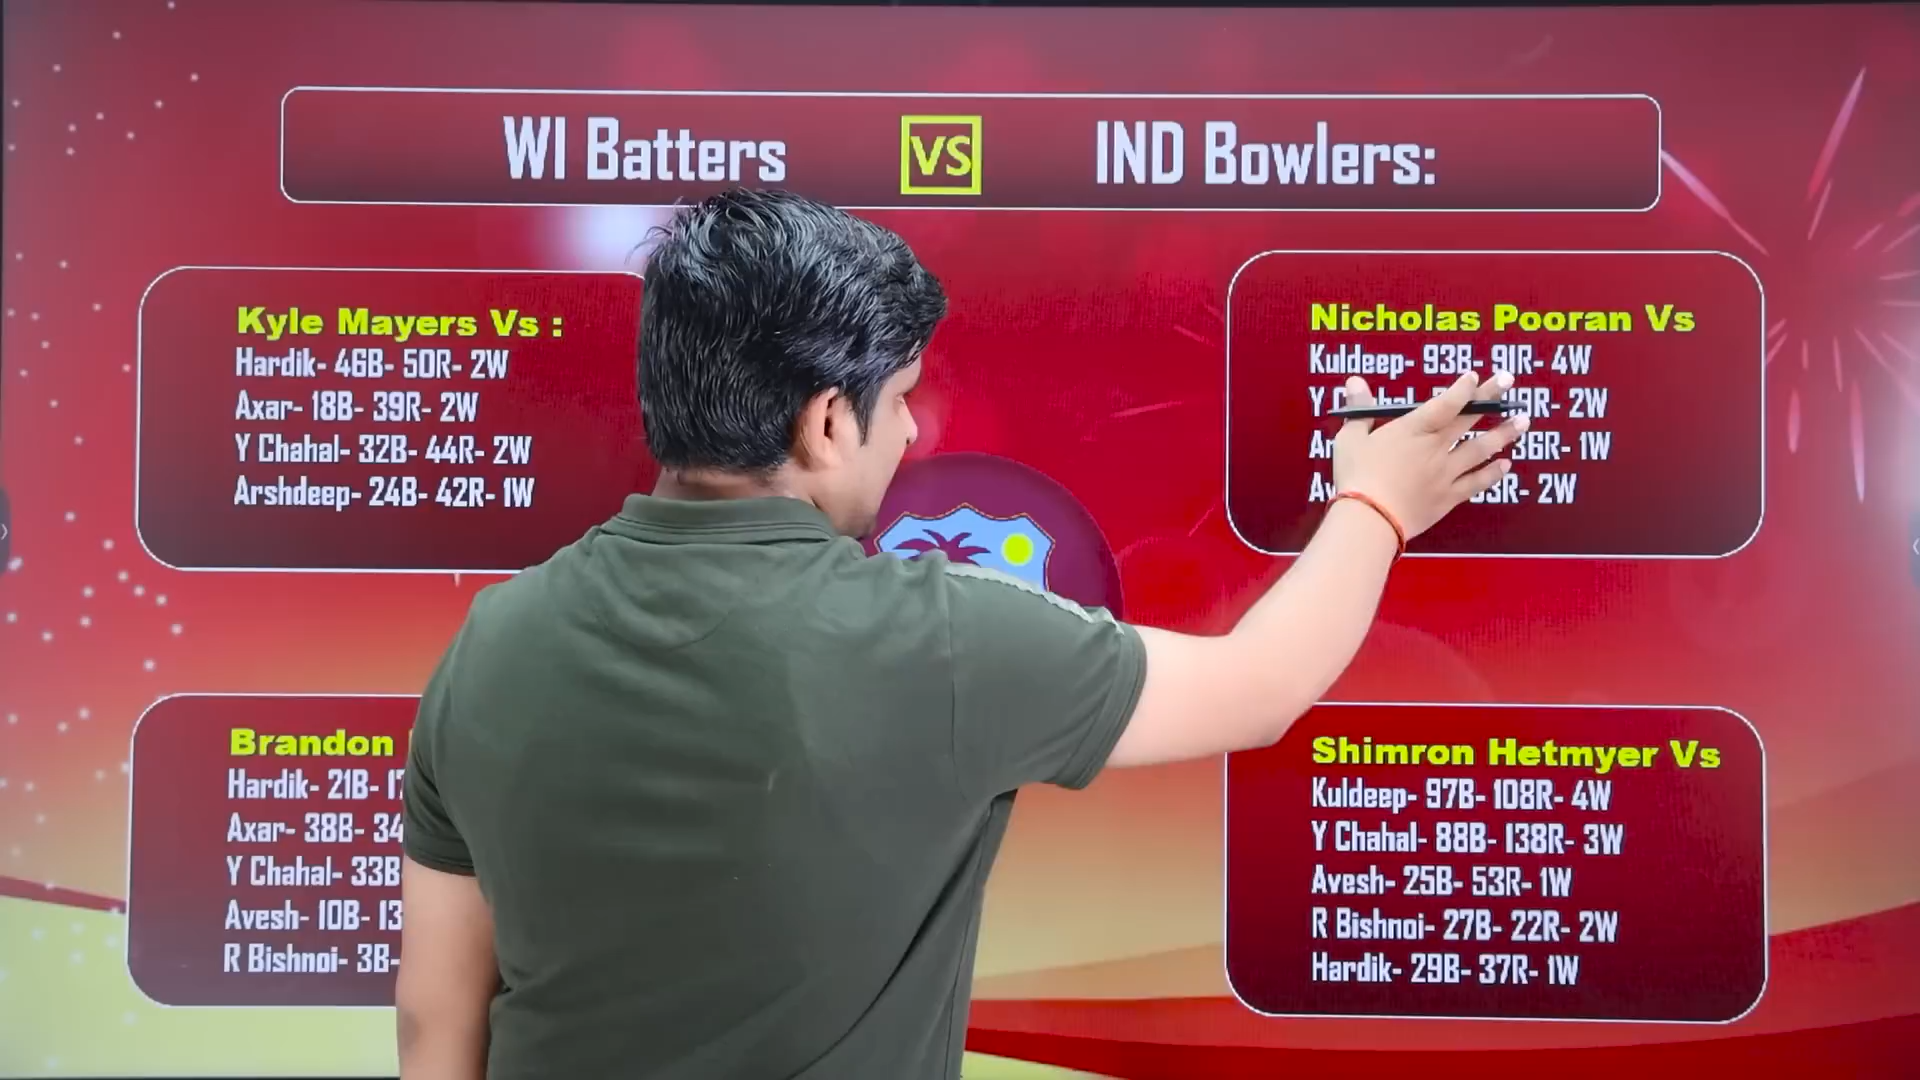 WI Batters VS IND Bowlers:
Kyle Mayers Vs :
Hardik- 46B- 50R- 2W
Axar- 18B- 39R- 2W
Y Chahal- 32B- 44R- 2W
Arshdeep- 24B- 42R- 1W
Nicholas Pooran Vs
Kuldeep- 93B- 91R- 4W
Y 2W
36R- 1W
2W
Brandon
Hardik- 21B-
Axar- 38B- 34
Y Chahal- 33B
Avesh- 10B- 13
R Bishnoi- 3B-
Shimron Hetmyer Vs
Kuldeep- 97B- 108R- 4W
Y Chahal- 88B- 138R- 3W
Avesh- 25B- 53R- 1W
R Bishnoi- 27B- 22R- 2W
Hardik- 29B- 37R- 1W